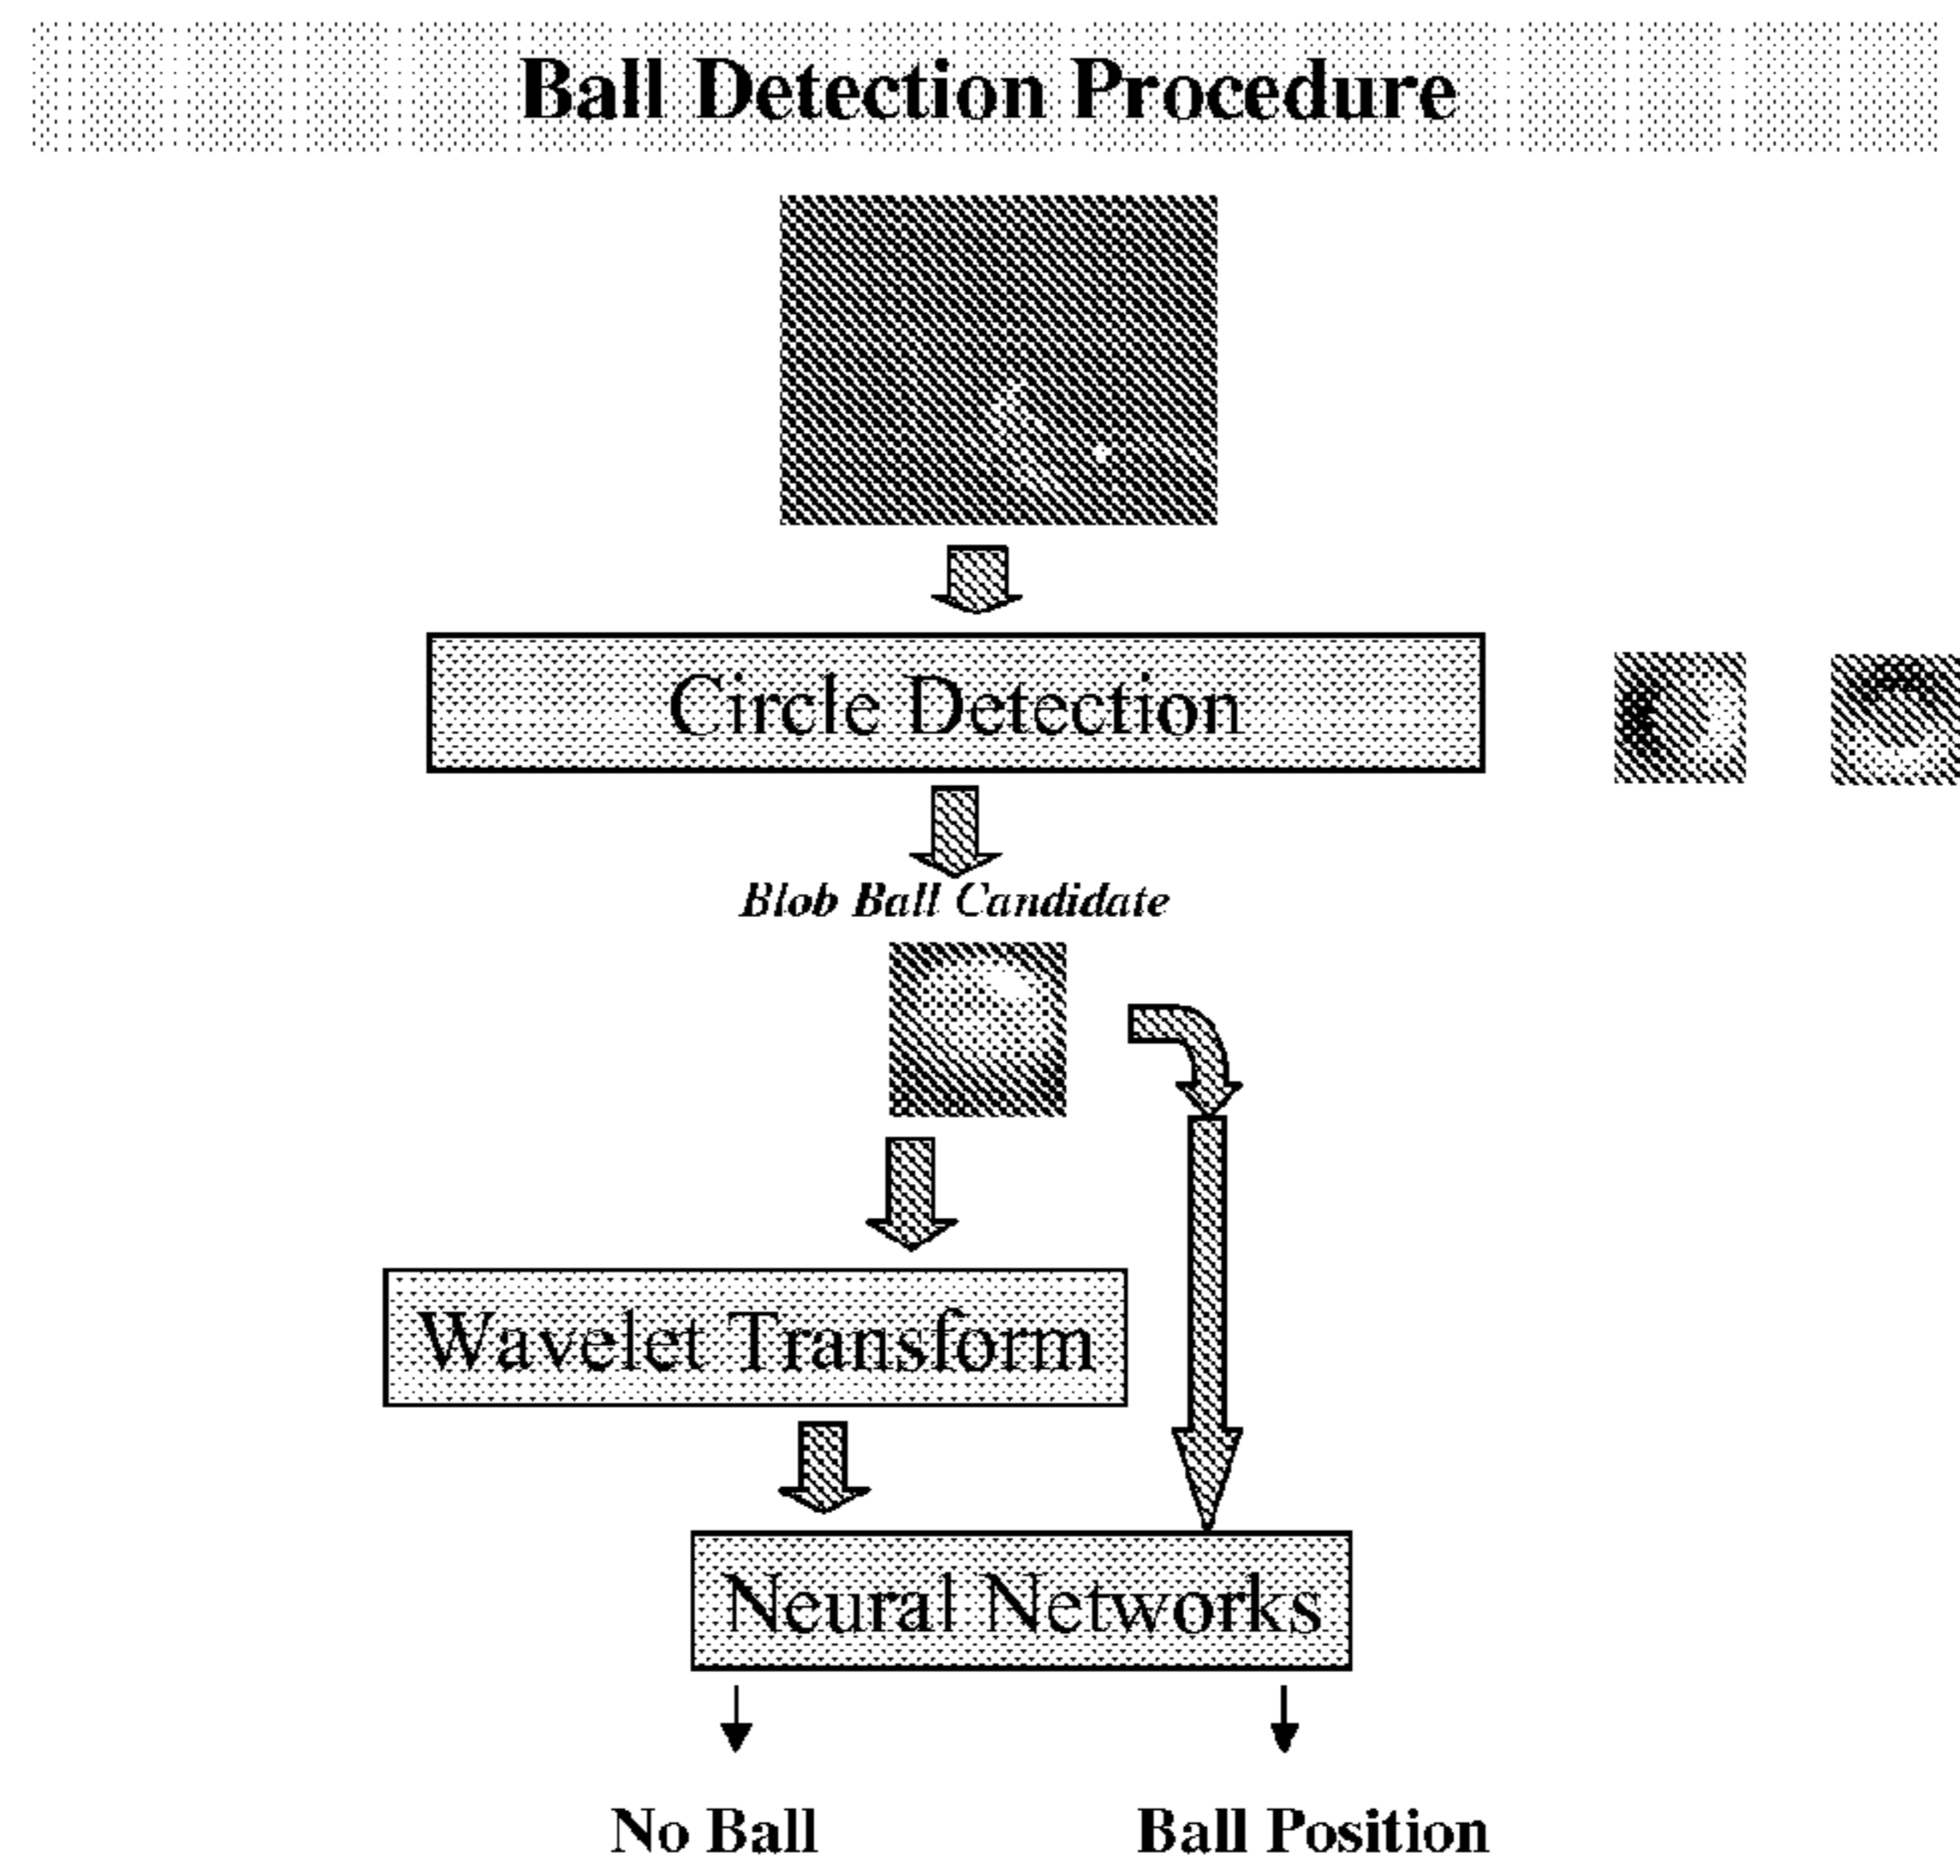 Ball Detection Procedure
Circle Detection
Blob Ball Candidate
Wavelet Transform
Neural Networks
No Ball
Ball Position